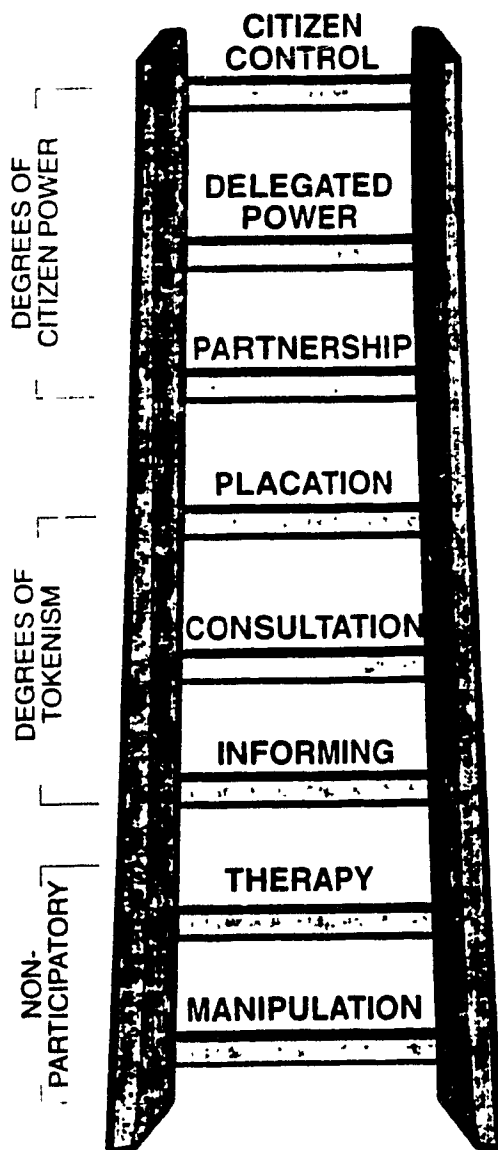 CITIZEN
CONTROL
DELEGATED
POWER
PARTNERSHIP
PLACATION
CONSULTATION
INFORMING
THERAPY
MANIPULATION
DEGREES OF
CITIZEN POWER
DEGREES OF
TOKENISM
NON-
PARTICIPATORY